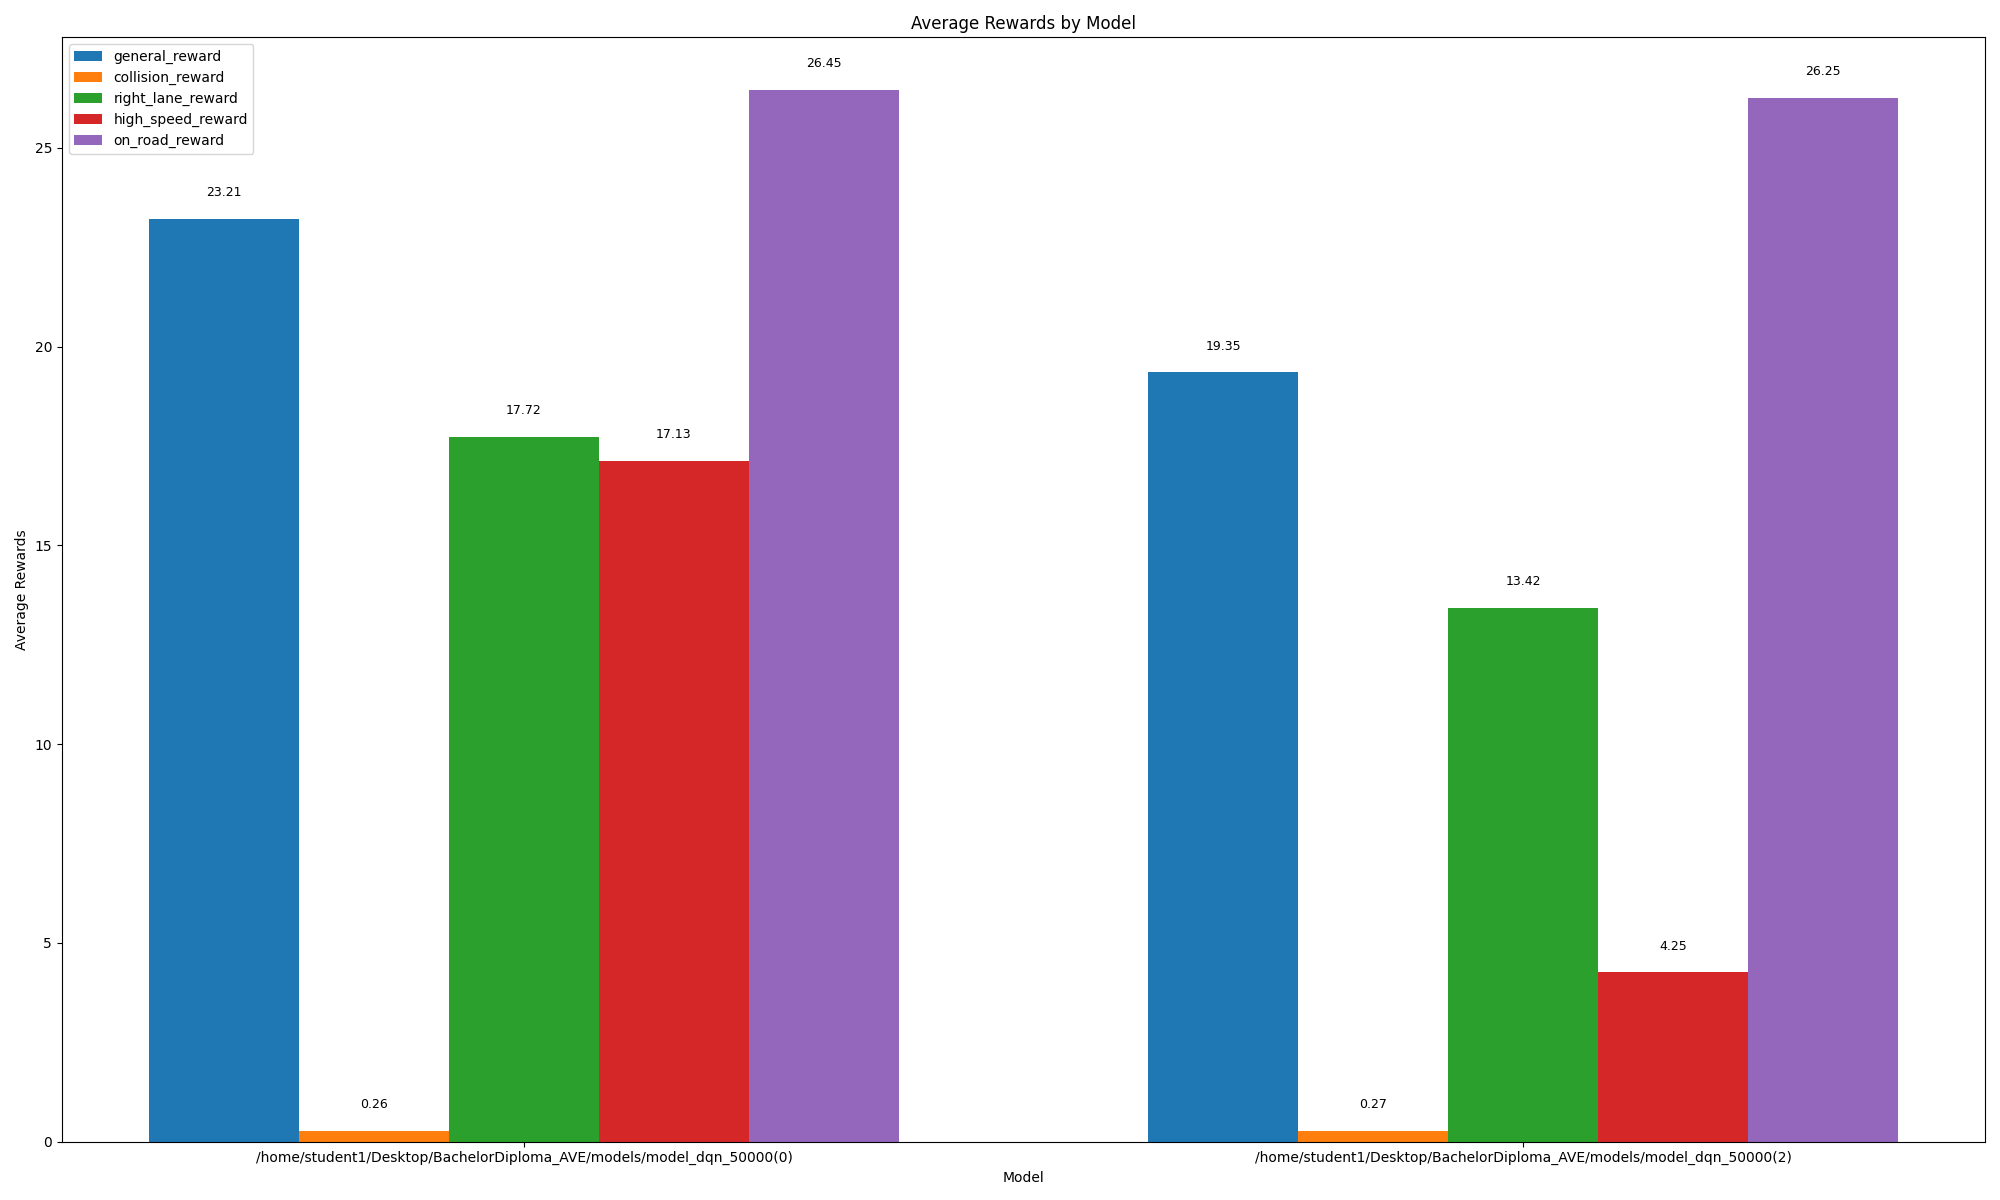 Average Rewards by Model
general_reward
collision_reward
right_lane_reward
high_speed_reward
on_road_reward
Average Rewards
25
20
15
10
5
0
23.21
0.26
17.72
17.13
26.45
19.35
0.27
13.42
4.25
26.25
/home/student1/Desktop/BachelorDiploma_AVE/models/model_dqn_50000(0)
/home/student1/Desktop/BachelorDiploma_AVE/models/model_dqn_50000(2)
Model